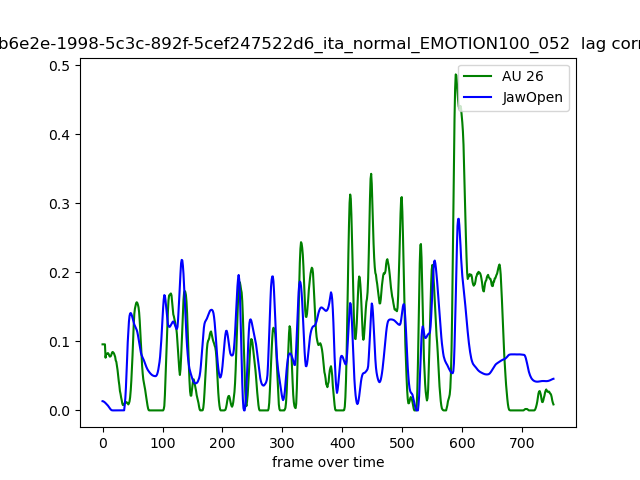 b6e2e-1998-5c3c-892f-5cef247522d6_ita_normal_EMOTION100_052 lag corr
AU 26
JawOpen
0.5
0.4
0.3
0.2
0.1
0.0
0 100 200 300 400 500 600 700
frame over time